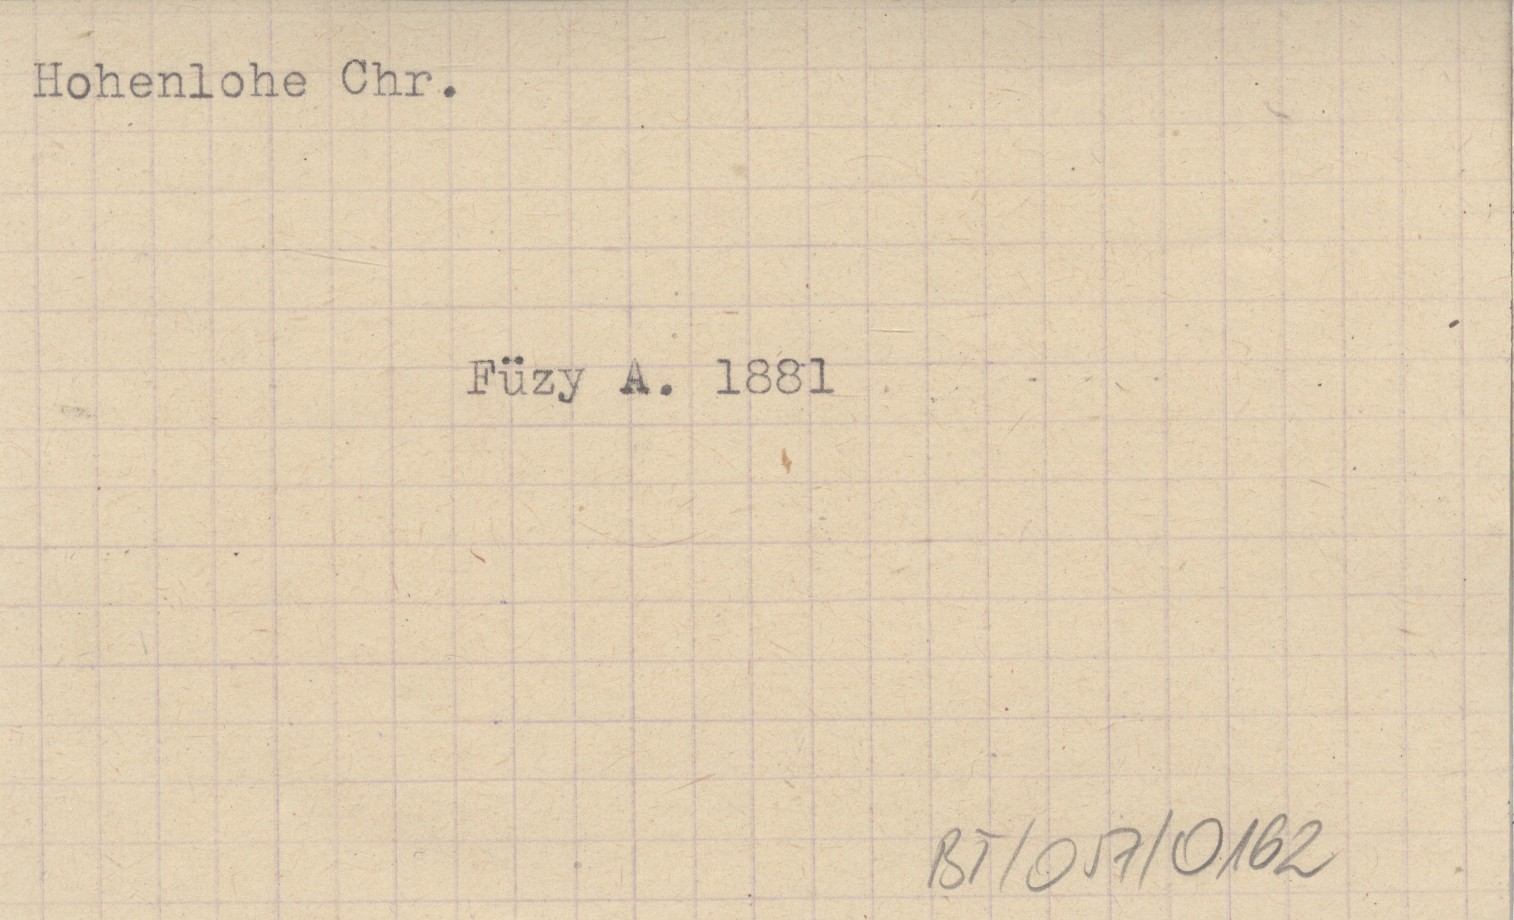 Hohenlohe Chr.
Füzy A. 1881
BT/057/0162